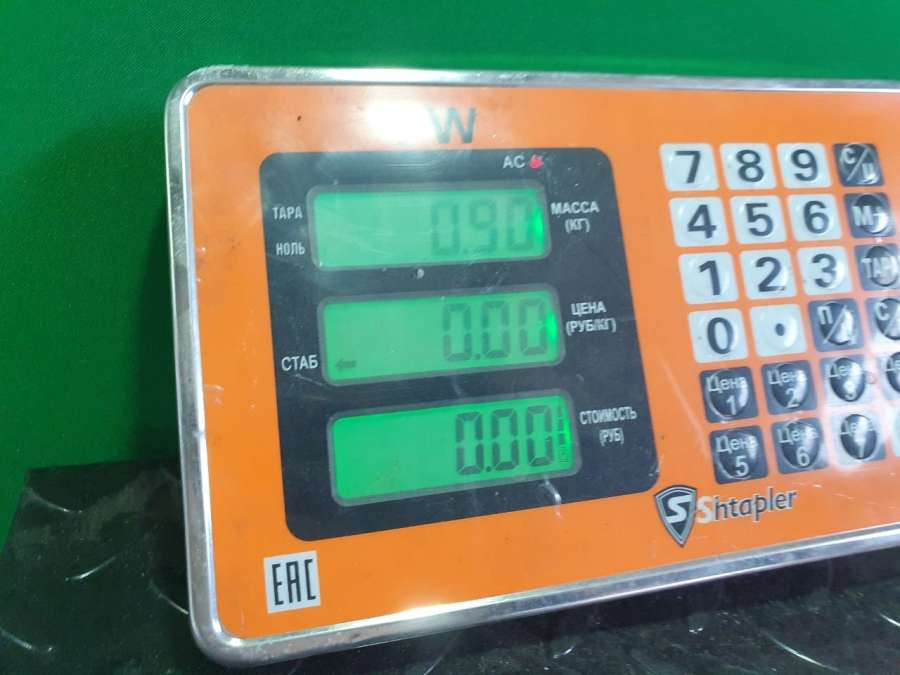 W
AC
ТАРА
НОЛЬ
0.90
МАССА
(КГ)
СТАБ
0.00
ЦЕНА
(РУБ/КГ)
0.00
СТОИМОСТЬ
(РУБ)
7 8 9 С/Ц
4 5 6 М+
1 2 3 ТАРА
0 •
Цена 1
Цена 2
Цена 5
Цена 6
S Shtapler
EAC